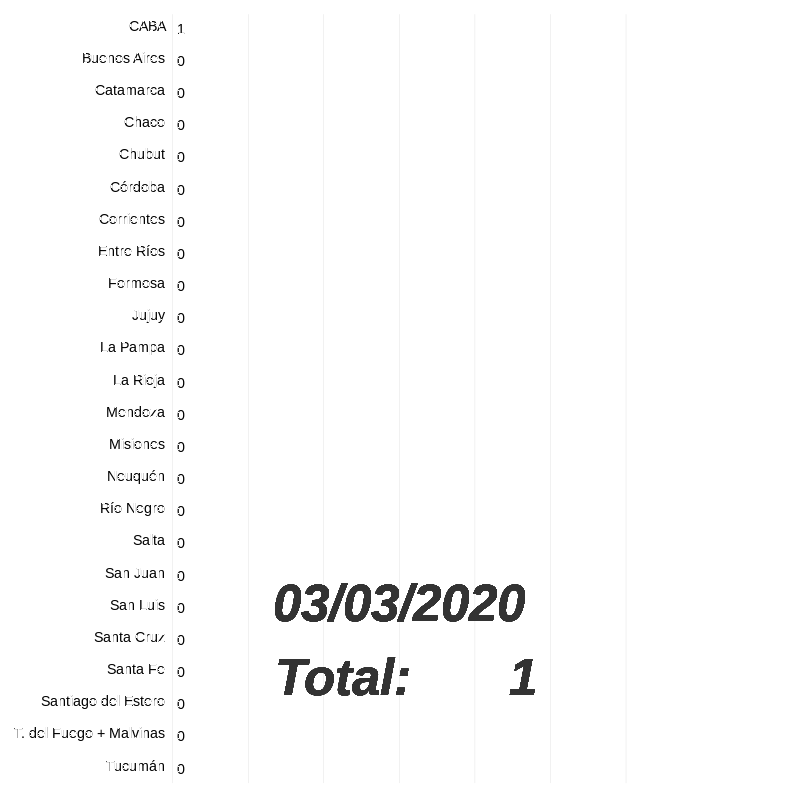 CABA 1
Buenos Aires 0
Catamarca 0
Chaco 0
Chubut 0
Córdoba 0
Corrientes 0
Entre Ríos 0
Formosa 0
Jujuy 0
La Pampa 0
La Rioja 0
Mendoza 0
Misiones 0
Neuquén 0
Río Negro 0
Salta 0
San Juan 0
San Luis 0
Santa Cruz 0
Santa Fe 0
Santiago del Estero 0
T. del Fuego + Malvinas 0
Tucumán 0
03/03/2020
Total: 1